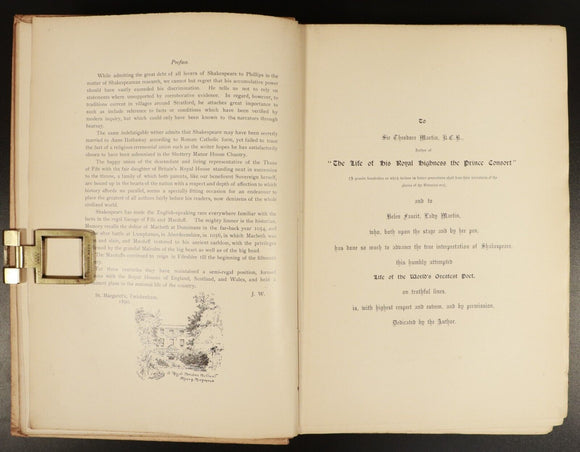 Preface.
While admitting the great debt of all lovers of Shakespeare to Phillips in the
matter of Shakespearean research, we cannot but regret that his accumulative power
should have vastly exceeded his discrimination. He tells us not to rely on
statements where unsupported by corroborative evidence. In regard, however, to
traditions current in villages around Stratford, he attaches great importance to
such as include reference to facts or conditions which have been verified by
modern inquiry, but which could only have been known to the narrators through
hearsay.
The same indefatigable writer admits that Shakespeare may have been secretly
married to Anne Hathaway according to Roman Catholic form, yet failed to trace
the fact of a religious ceremonial union such as the writer hopes he has satisfactorily
shown to have been solemnized in the Shottery Manor House Chauntry.
The happy union of the descendant and living representative of the Thane
of Fife with the fair daughter of Britain's Royal House standing next in succession
to the throne, a family of which both parents, like our beneficent Sovereign herself,
are bound up in the hearts of the nation with a respect and depth of affection to which
history affords no parallel, seems a specially fitting occasion for an endeavour to
place the greatest of all authors fairly before his readers, now denizens of the whole
civilized world.
Shakespeare has made the English-speaking race everywhere familiar with the
facts in the regal lineage of Fife and Macduff. The mighty limner is the historian.
Memory recalls the defeat of Macbeth at Dunsinane in the far-back year 1054, and
the after battle at Lumphanan, in Aberdeenshire, in 1056, in which Macbeth was
and slain, and Macduff restored to his ancient earldom, with the privileges
by the grateful Malcolm of the big heart as well as of the big head.
The Macduffs continued to reign in Fifeshire till the beginning of the fifteenth
century.
For three centuries they have maintained a semi-regal position, formed
with the Royal Houses of England, Scotland, and Wales, and held a
place in the national life of the country.
J. W.
St. Margaret's, Twickenham.
1890.
To
Sir Theodore Martin, K.C.B.,
Author of
"The Life of His Royal Highness the Prince Consort"
and to
Helen Faucit, Lady Martin,
who, both upon the stage and by her pen,
has done so much to advance the true interpretation of Shakespeare,
this humbly attempted
Life of the World's Greatest Poet,
on truthful lines,
is, with highest respect and esteem, and by permission,
Dedicated by the Author.